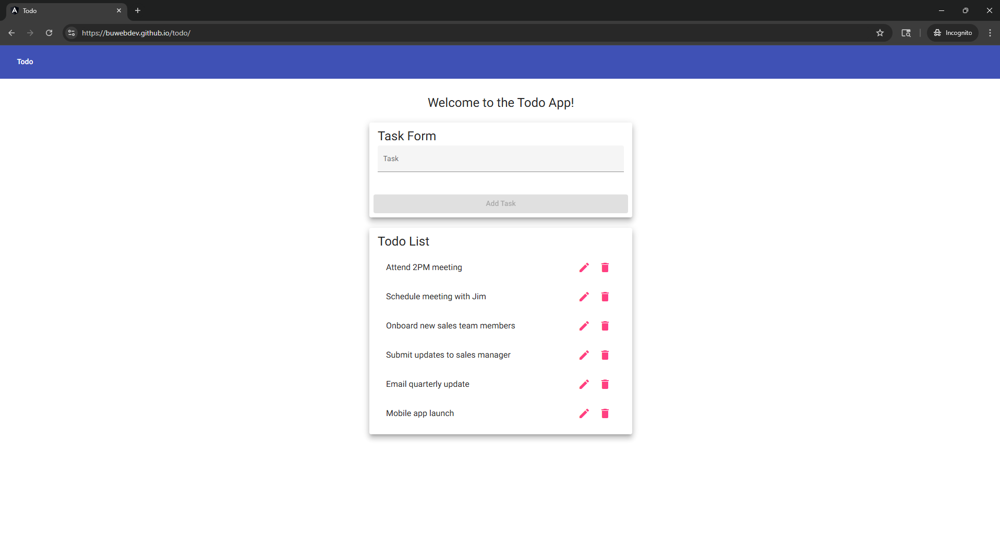 Todo
https://buwebdev.github.io/todo/
Incognito
Todo
Welcome to the Todo App!
Task Form
Task
Add Task
Todo List
Attend 2PM meeting
Schedule meeting with Jim
Onboard new sales team members
Submit updates to sales manager
Email quarterly update
Mobile app launch